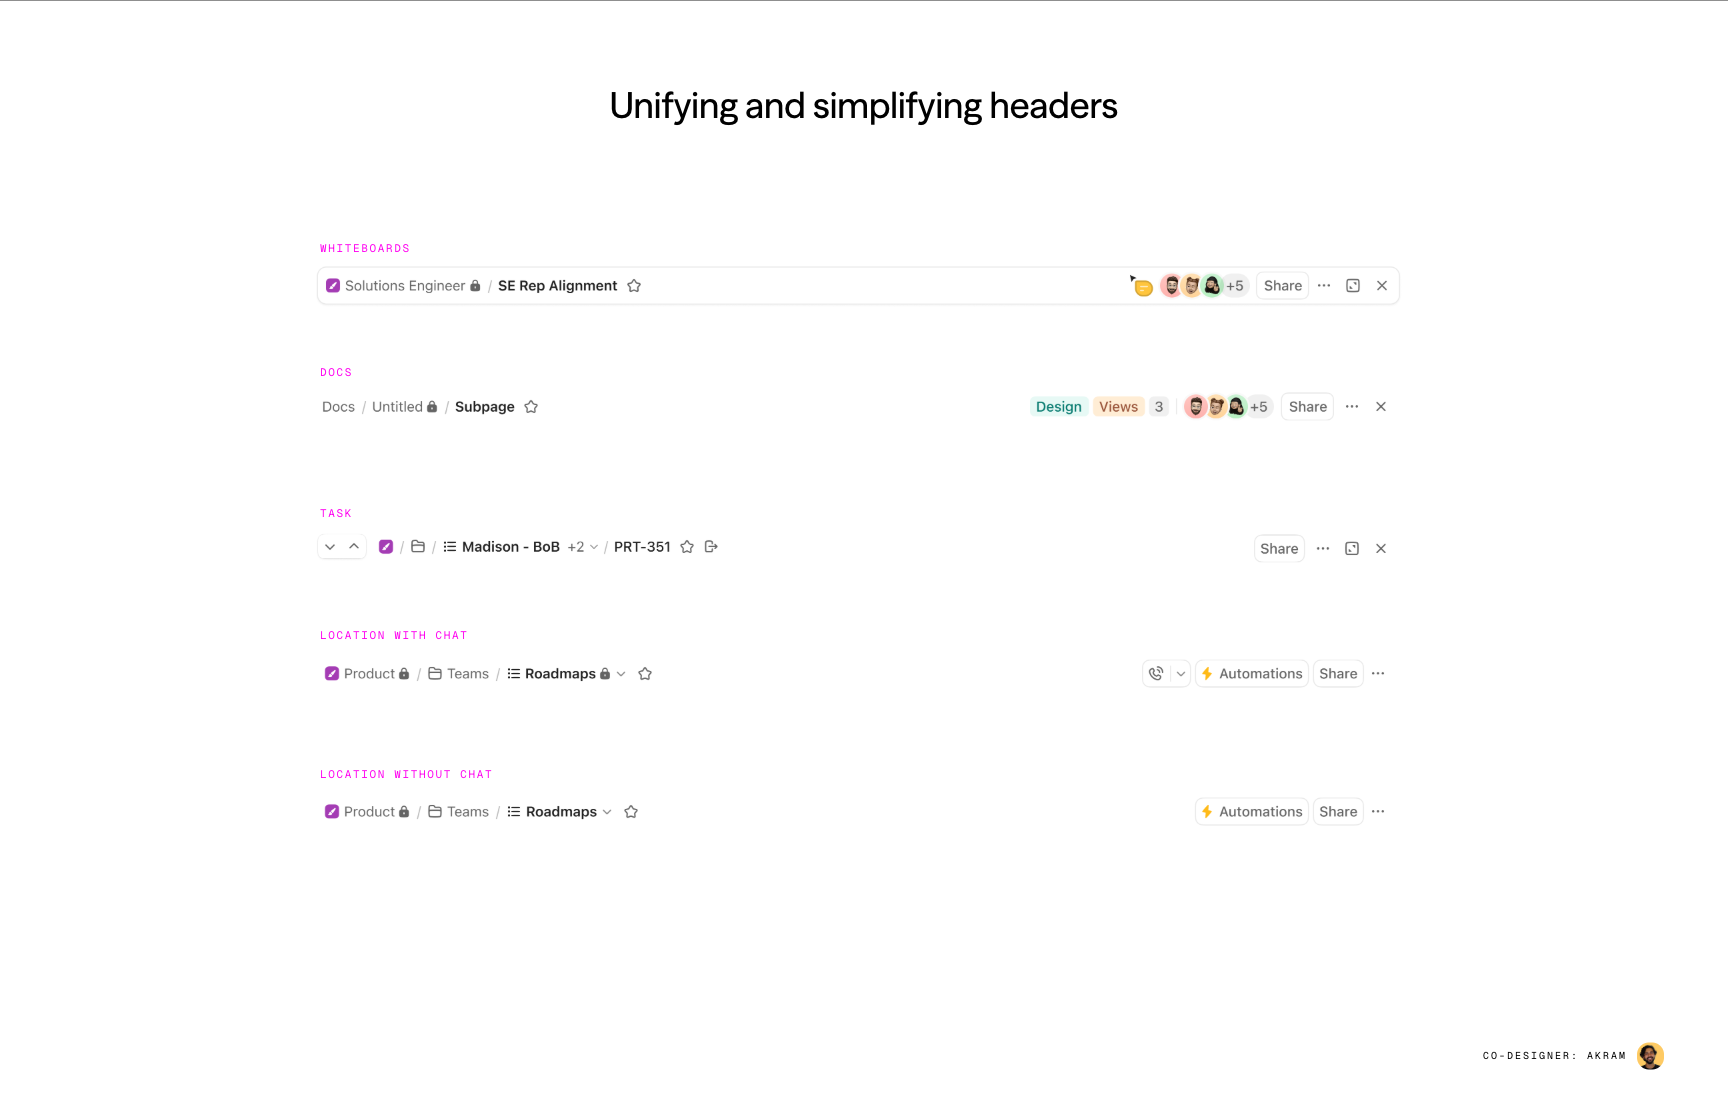 Unifying and simplifying headers
WHITEBOARDS
Solutions Engineer / SE Rep Alignment +5 Share
DOCS
Docs / Untitled / Subpage Design Views 3 +5 Share
TASK
/ / Madison - BoB +2 / PRT-351 Share
LOCATION WITH CHAT
Product / Teams / Roadmaps Automations Share
LOCATION WITHOUT CHAT
Product / Teams / Roadmaps Automations Share
CO-DESIGNER: AKRAM